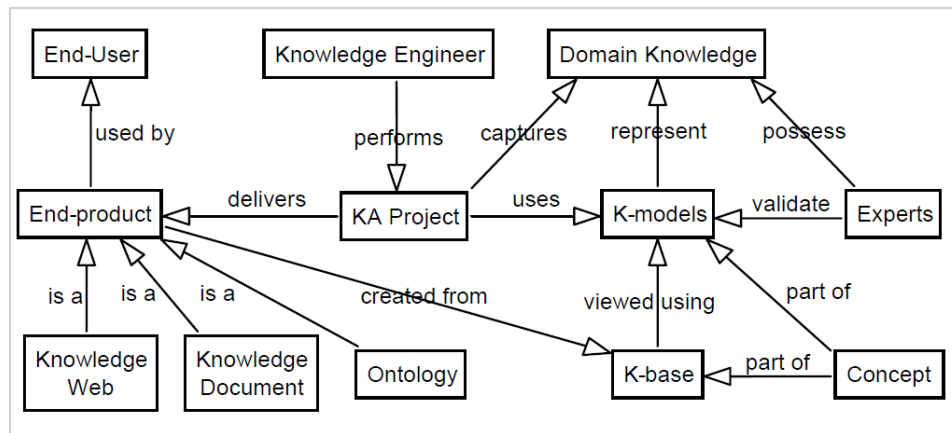 End-User
Knowledge Engineer
Domain Knowledge
used by
performs
captures
represent
possess
End-product
delivers
KA Project
uses
K-models
validate
Experts
is a
is a
is a
created from
viewed using
part of
Knowledge
Web
Knowledge
Document
Ontology
K-base
part of
Concept